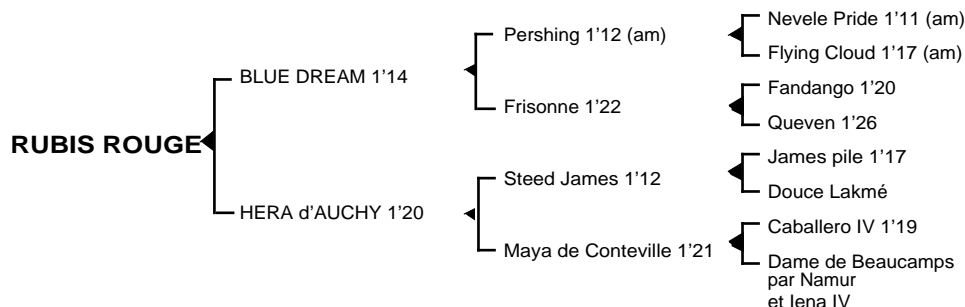 Nevele Pride 1’11 (am)
Pershing 1’12 (am)
Flying Cloud 1’17 (am)
BLUE DREAM 1’14
Fandango 1’20
Frisonne 1’22
Queven 1’26
RUBIS ROUGE
James pile 1’17
Steed James 1’12
Douce Lakmé
HERA d’AUCHY 1’20
Caballero IV 1’19
Maya de Conteville 1’21
Dame de Beaucamps
par Namur
et Iena IV